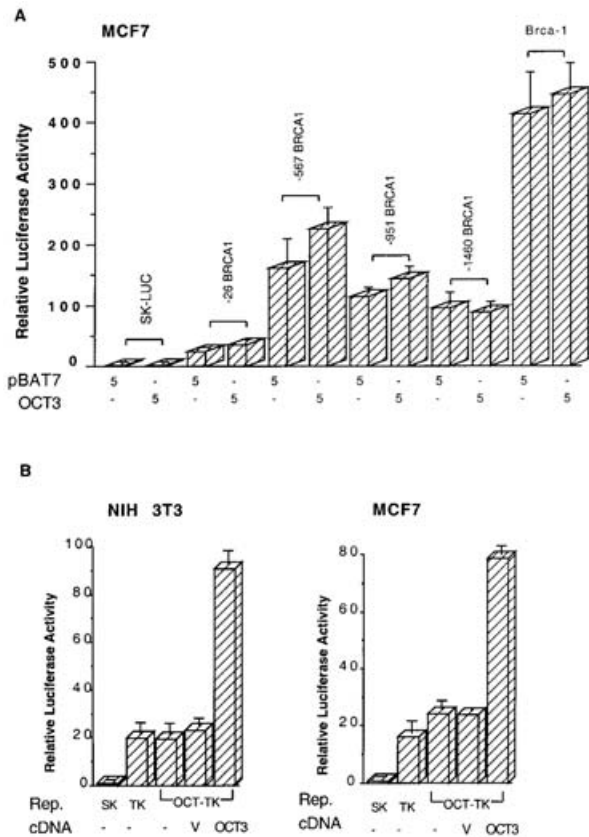 A
MCF7
Brca-1
500
400
300
200
100
0
Relative Luciferase Activity
SK-LUC
-26 BRCA1
-567 BRCA1
-951 BRCA1
-1460 BRCA1
pBAT7 5 - 5 - 5 - 5 - 5 - 5 -
OCT3 - 5 - 5 - 5 - 5 - 5 - 5
B
NIH 3T3
100
80
60
40
20
0
Relative Luciferase Activity
Rep. SK TK OCT-TK
cDNA - - - V OCT3
MCF7
80
60
40
20
0
Relative Luciferase Activity
Rep. SK TK OCT-TK
cDNA - - - V OCT3